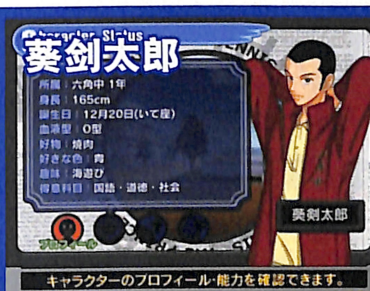 Character Status
葵剣太郎
所属：六角中 1年
身長：165cm
誕生日：12月20日(いて座)
血液型：O型
好物：焼肉
好きな色：青
趣味：海遊び
得意科目：国語・道徳・社会
葵剣太郎
プロフィール
キャラクターのプロフィール・能力を確認できます。